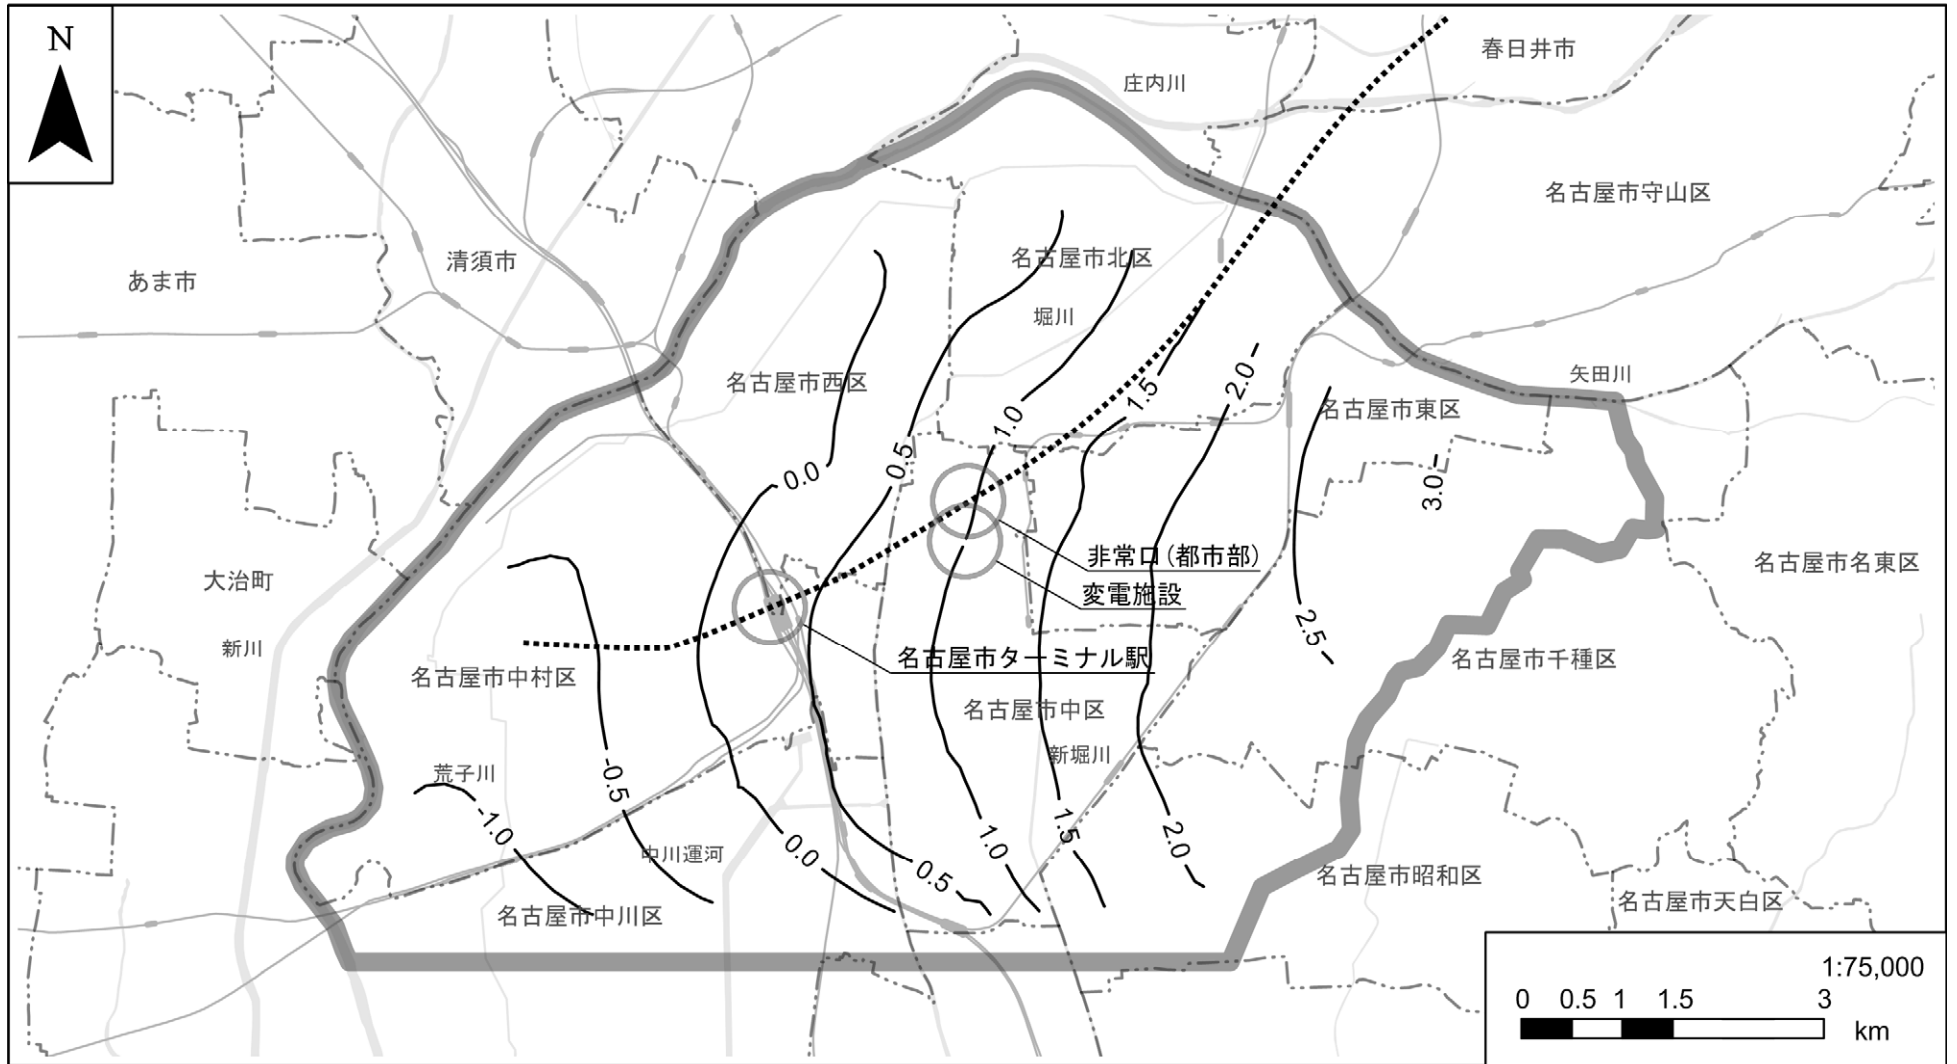 N
春日井市
庄内川
名古屋市守山区
名古屋市北区
清須市
あま市
堀川
名古屋市西区
矢田川
2.0
1.5
名古屋市東区
1.0
0.5
0.0
3.0
非常口(都市部)
名古屋市名東区
大治町
変電施設
2.5
新川
名古屋市ターミナル駅
名古屋市千種区
名古屋市中村区
名古屋市中区
新堀川
荒子川
-0.5
-1.0
1.5
2.0
1.0
中川運河
0.0
0.5
名古屋市昭和区
名古屋市天白区
名古屋市中川区
1:75,000
0 0.5 1 1.5 3
km